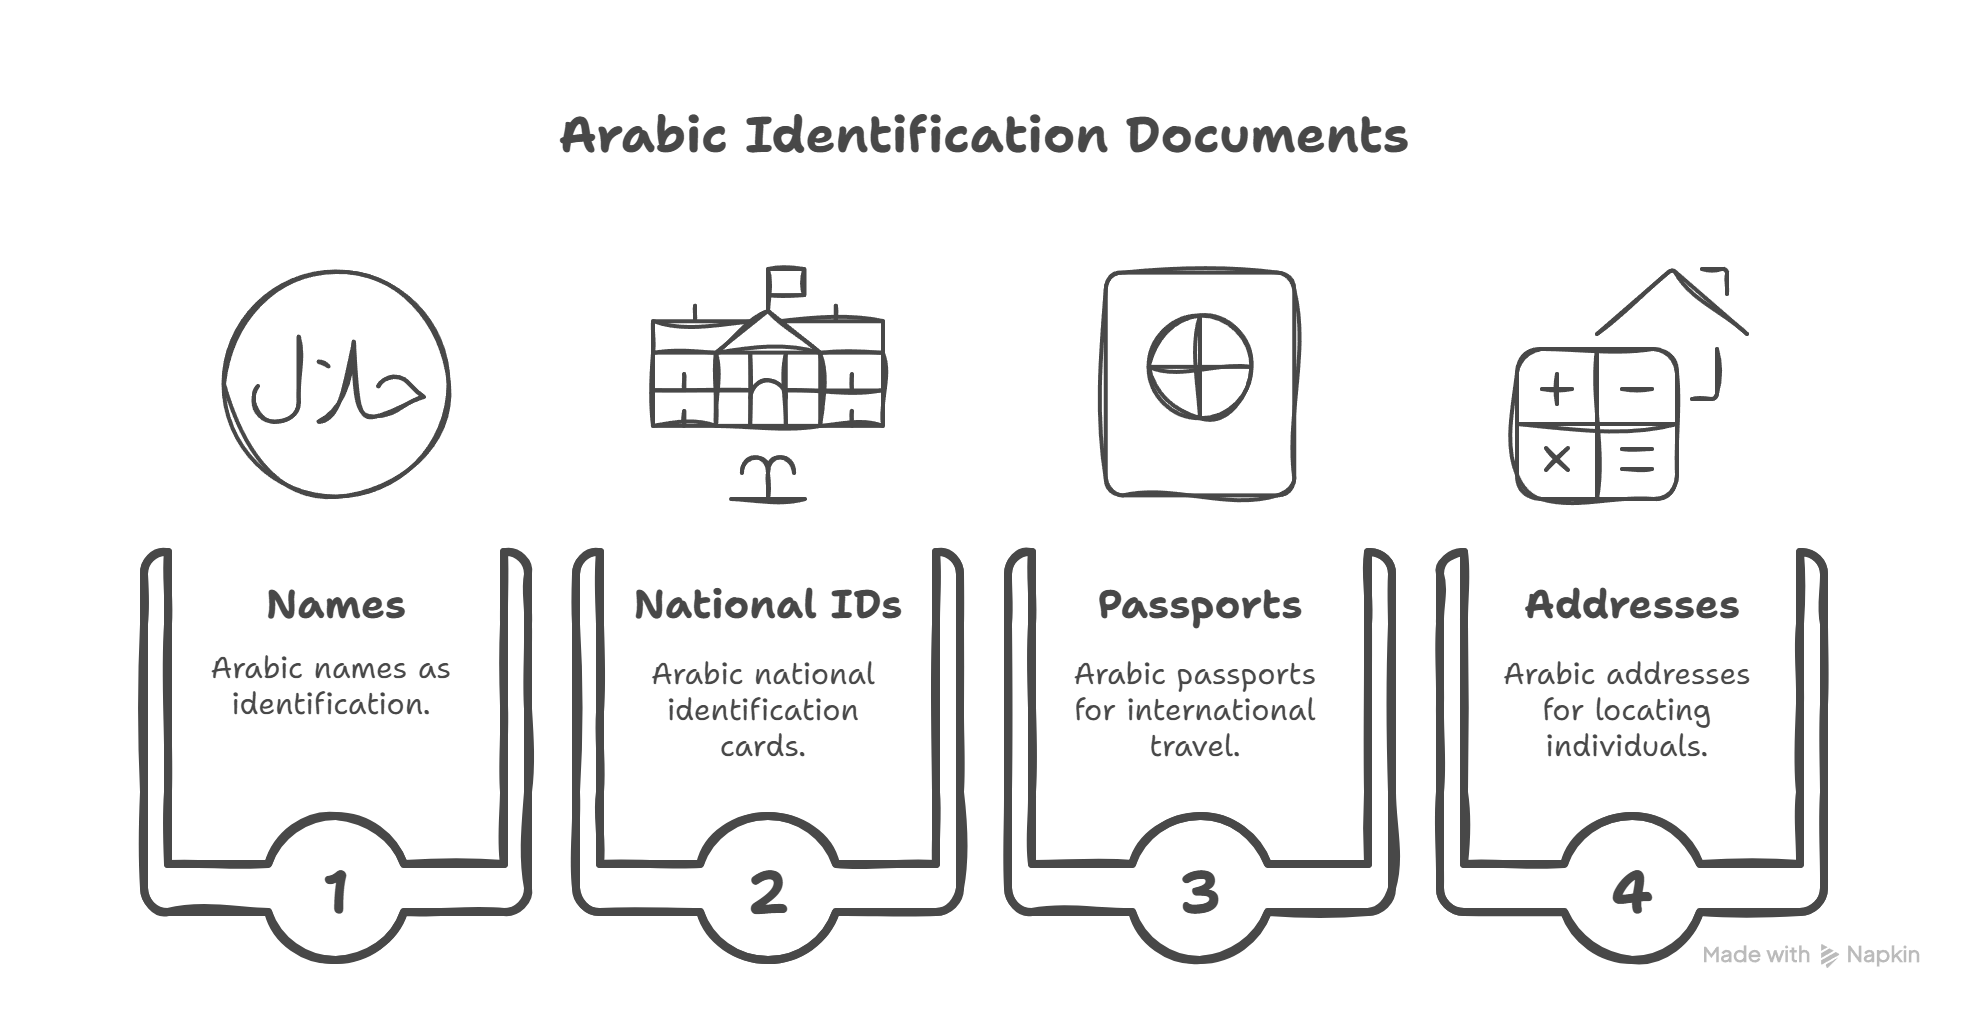 Arabic Identification Documents
حلال
Names
Arabic names as
identification.
1
National IDs
Arabic national
identification
cards.
2
Passports
Arabic passports
for international
travel.
3
+ −
× =
Addresses
Arabic addresses
for locating
individuals.
4
Made with Napkin